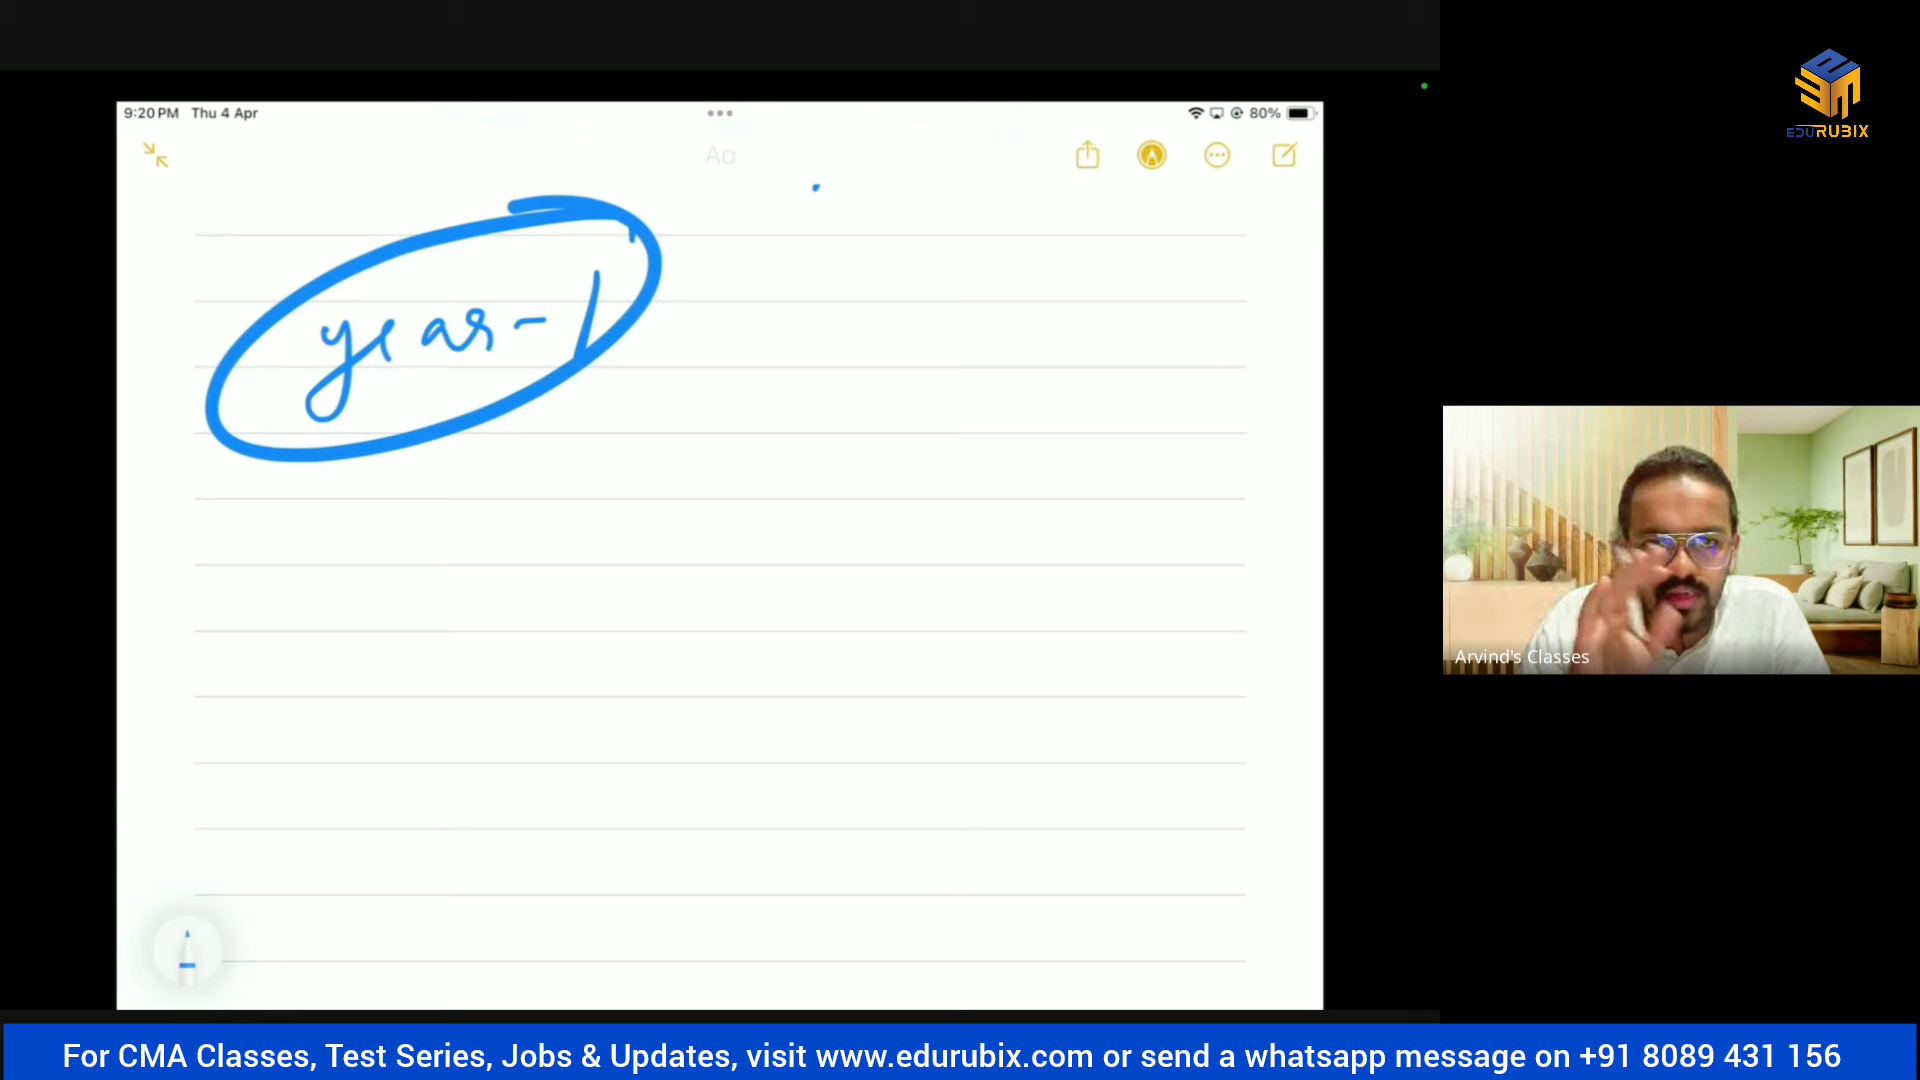 9:20 PM Thu 4 Apr
80%
Aa
year-1
EDURUBIX
Arvind's Classes
For CMA Classes, Test Series, Jobs & Updates, visit www.edurubix.com or send a whatsapp message on +91 8089 431 156